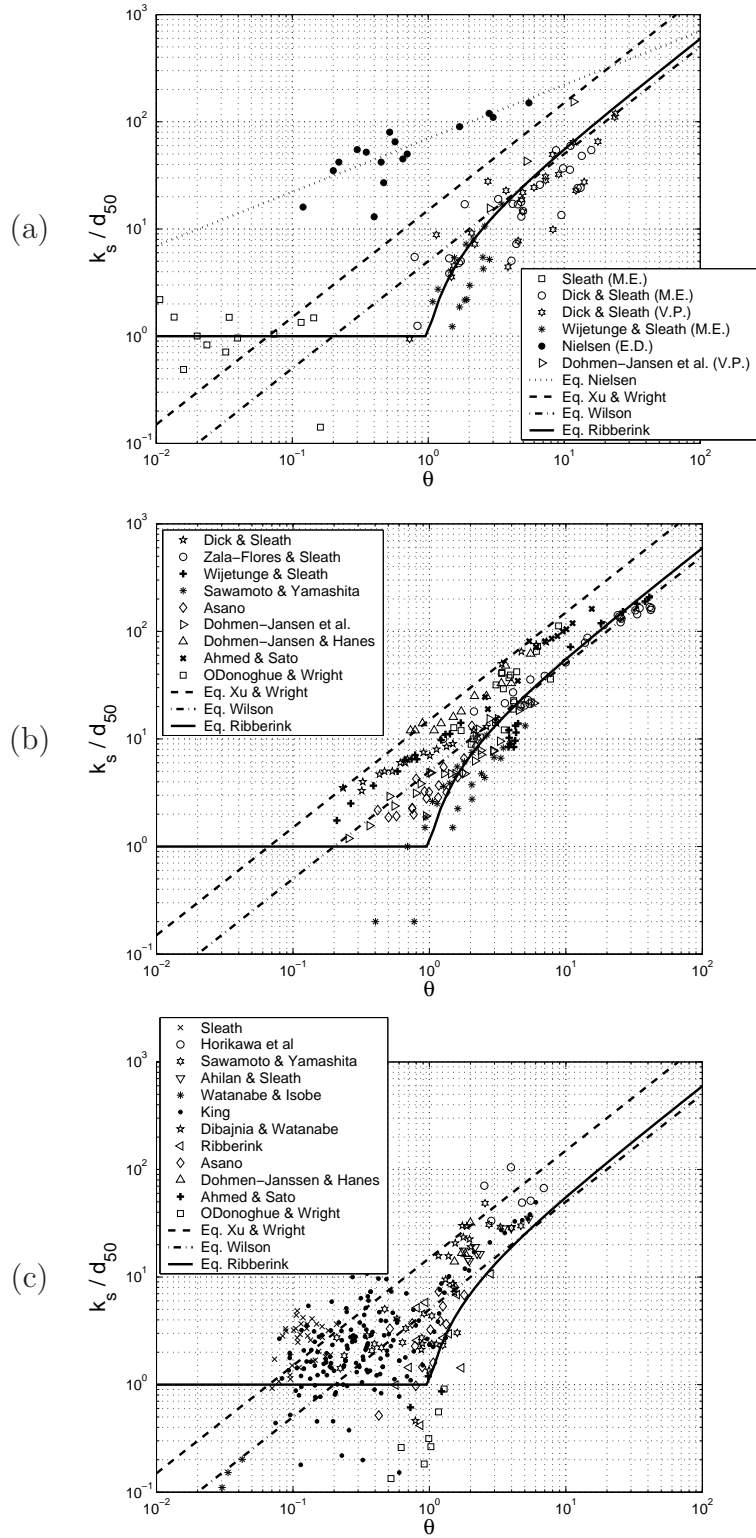 (a)
k_s / d_50
10^3
10^2
10^1
10^0
10^-1
10^-2
10^-1
10^0
10^1
10^2
θ
Sleath (M.E.)
Dick & Sleath (M.E.)
Dick & Sleath (V.P.)
Wijetunge & Sleath (M.E.)
Nielsen (E.D.)
Dohmen−Jansen et al. (V.P.)
Eq. Nielsen
Eq. Xu & Wright
Eq. Wilson
Eq. Ribberink
(b)
k_s / d_50
10^3
10^2
10^1
10^0
10^-1
10^-2
10^-1
10^0
10^1
10^2
θ
Dick & Sleath
Zala−Flores & Sleath
Wijetunge & Sleath
Sawamoto & Yamashita
Asano
Dohmen−Jansen et al.
Dohmen−Jansen & Hanes
Ahmed & Sato
ODonoghue & Wright
Eq. Xu & Wright
Eq. Wilson
Eq. Ribberink
(c)
k_s / d_50
10^3
10^2
10^1
10^0
10^-1
10^-2
10^-1
10^0
10^1
10^2
θ
Sleath
Horikawa et al
Sawamoto & Yamashita
Ahilan & Sleath
Watanabe & Isobe
King
Dibajnia & Watanabe
Ribberink
Asano
Dohmen−Janssen & Hanes
Ahmed & Sato
ODonoghue & Wright
Eq. Xu & Wright
Eq. Wilson
Eq. Ribberink